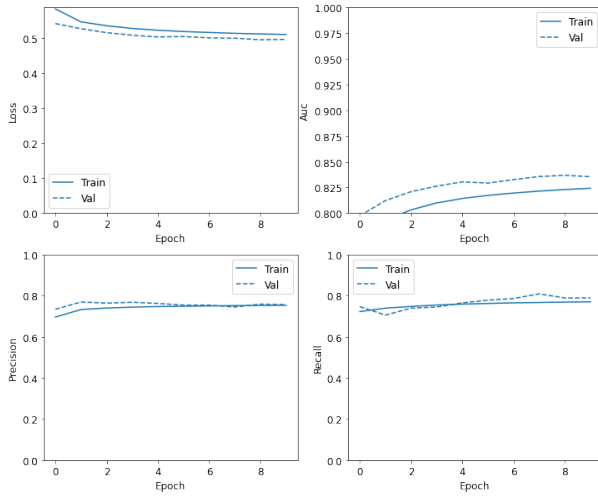 0.5
0.4
0.3
0.2
0.1
0.0
Loss
Train
Val
0 2 4 6 8
Epoch
1.000
0.975
0.950
0.925
0.900
0.875
0.850
0.825
0.800
Auc
Train
Val
0 2 4 6 8
Epoch
1.0
0.8
0.6
0.4
0.2
0.0
Precision
Train
Val
0 2 4 6 8
Epoch
1.0
0.8
0.6
0.4
0.2
0.0
Recall
Train
Val
0 2 4 6 8
Epoch